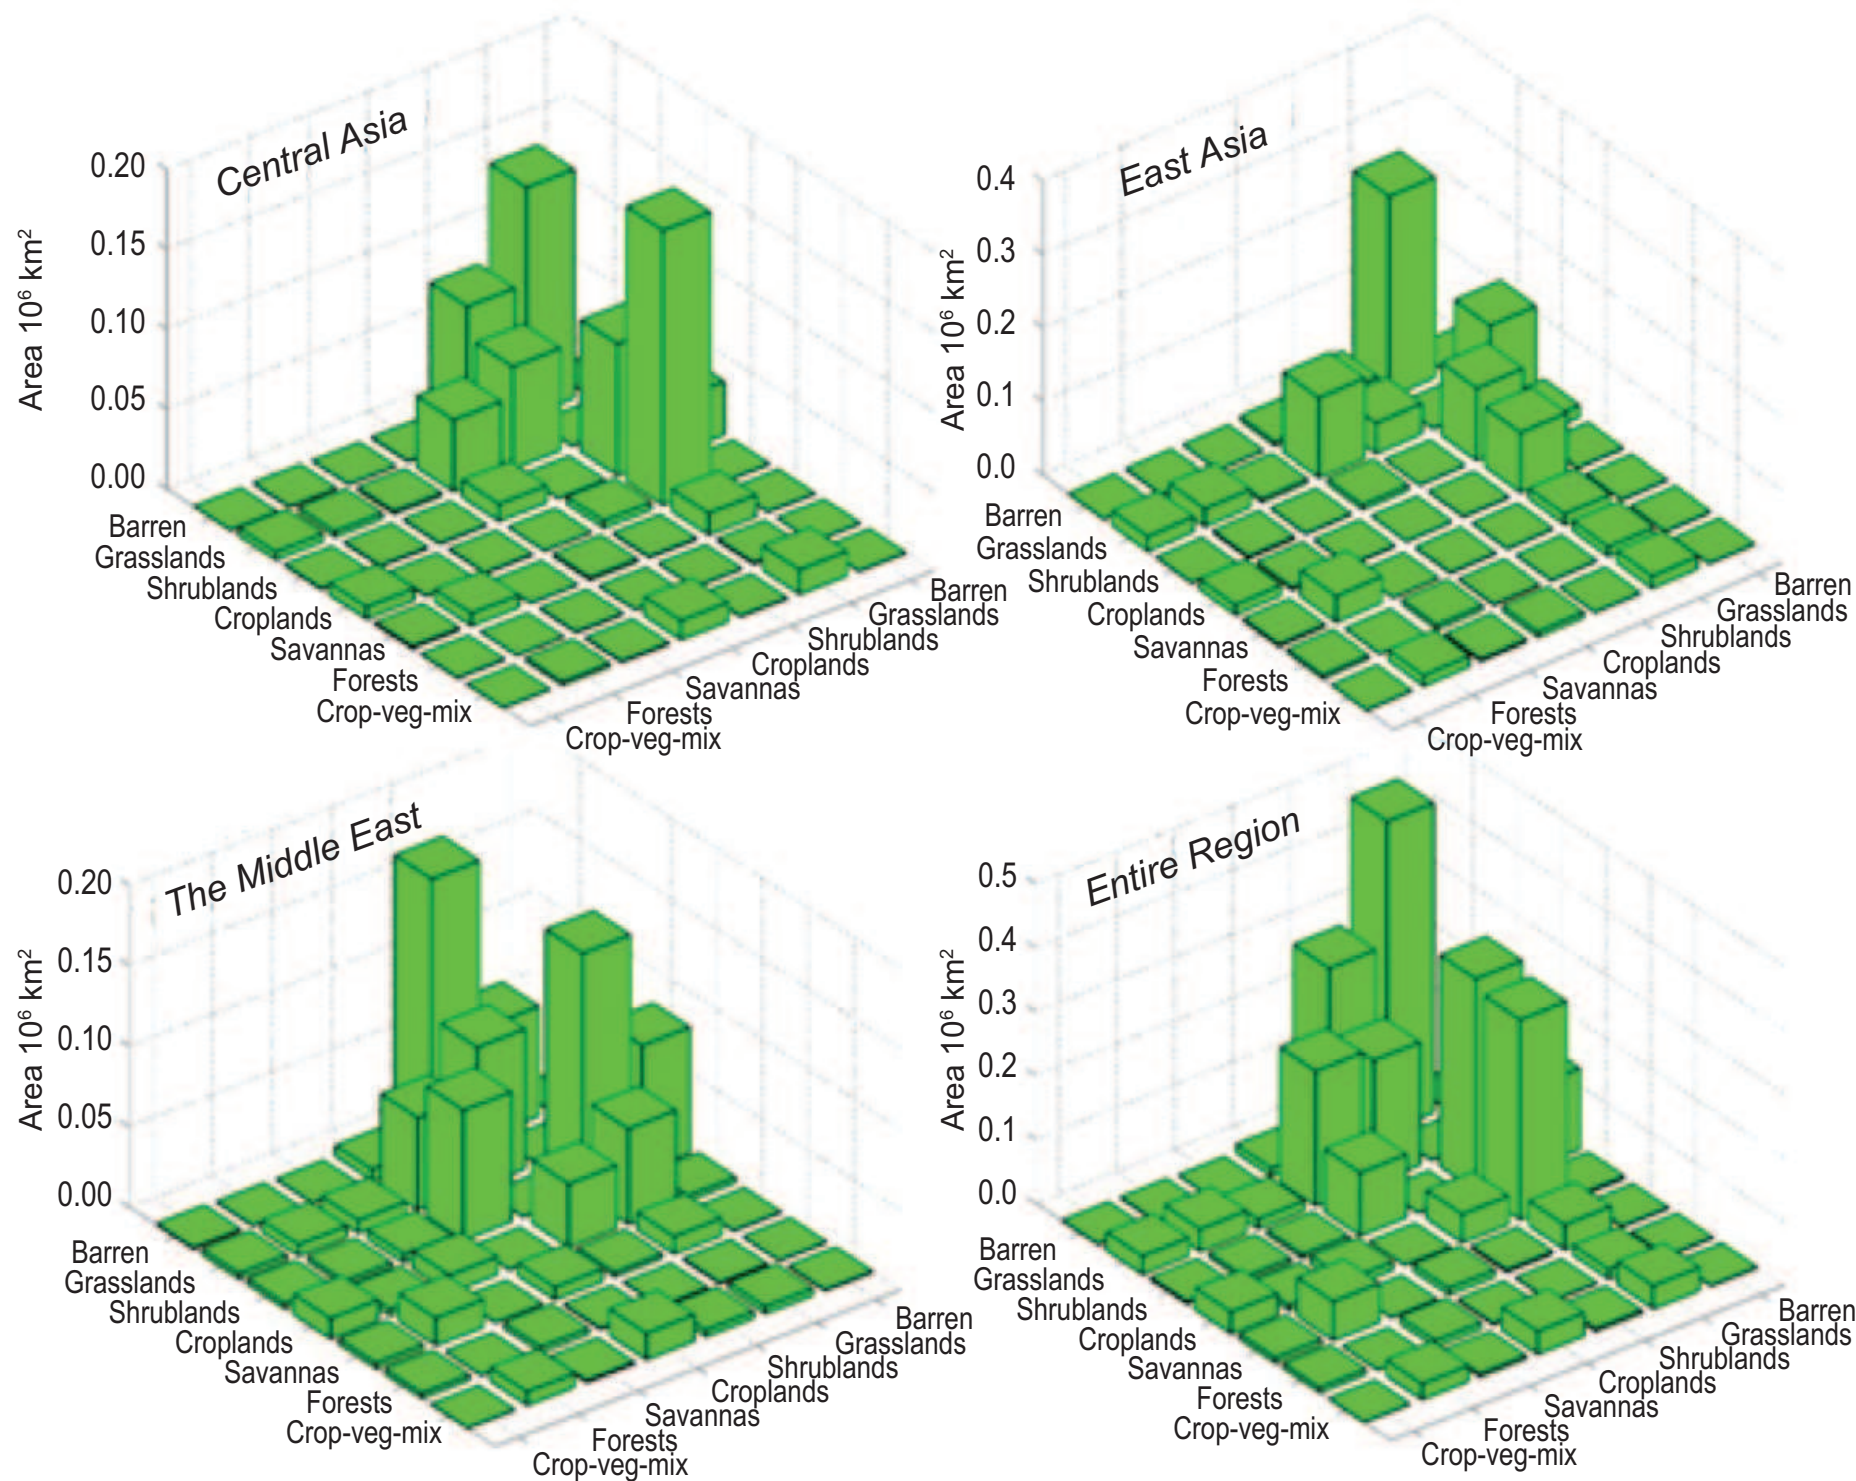 Central Asia
0.20
0.15
0.10
0.05
0.00
Area 10⁶ km²
Barren
Grasslands
Shrublands
Croplands
Savannas
Forests
Crop-veg-mix
Barren
Grasslands
Shrublands
Croplands
Savannas
Forests
Crop-veg-mix
East Asia
0.4
0.3
0.2
0.1
0.0
Area 10⁶ km²
Barren
Grasslands
Shrublands
Croplands
Savannas
Forests
Crop-veg-mix
Barren
Grasslands
Shrublands
Croplands
Savannas
Forests
Crop-veg-mix
The Middle East
0.20
0.15
0.10
0.05
0.00
Area 10⁶ km²
Barren
Grasslands
Shrublands
Croplands
Savannas
Forests
Crop-veg-mix
Barren
Grasslands
Shrublands
Croplands
Savannas
Forests
Crop-veg-mix
Entire Region
0.5
0.4
0.3
0.2
0.1
0.0
Area 10⁶ km²
Barren
Grasslands
Shrublands
Croplands
Savannas
Forests
Crop-veg-mix
Barren
Grasslands
Shrublands
Croplands
Savannas
Forests
Crop-veg-mix